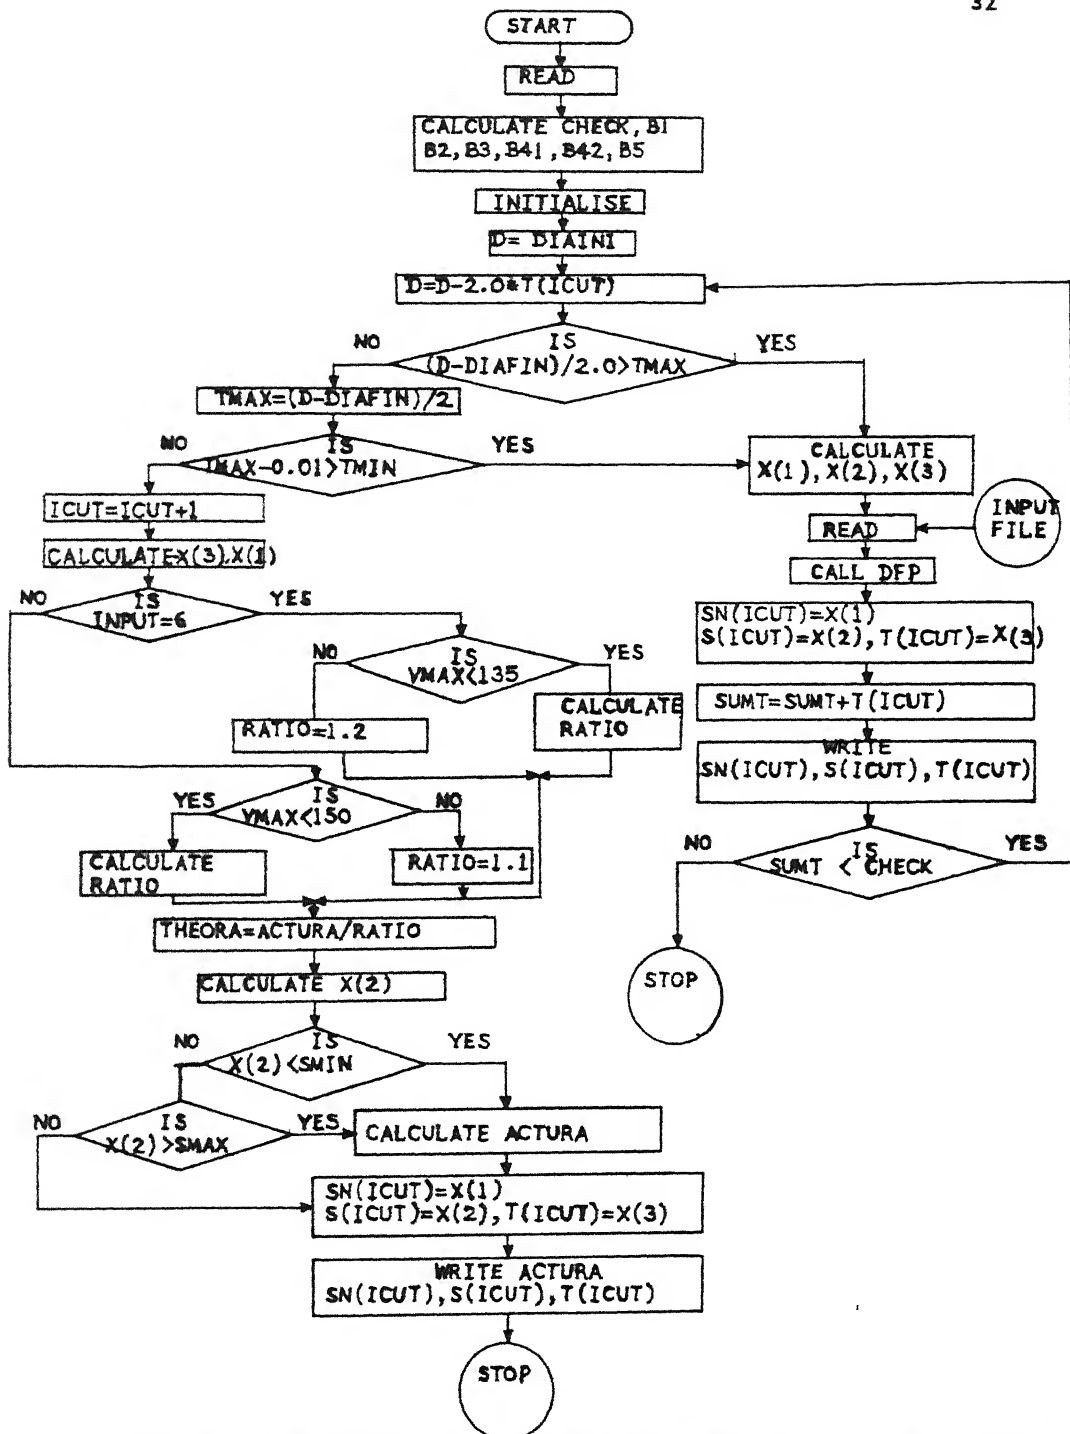 32
START
READ
CALCULATE CHECK, B1
B2, B3, B41, B42, B5
INITIALISE
D= DIAINI
D=D-2.0*T(ICUT)
NO
IS
YES
(D-DIAFIN)/2.0>TMAX
TMAX=(D-DIAFIN)/2
NO
IS
YES
TMAX-0.01>TMIN
CALCULATE
X(1), X(2), X(3)
ICUT=ICUT+1
INPUT
FILE
READ
CALCULATE X(3), X(1)
CALL DFP
NO
IS
YES
INPUT=6
SN(ICUT)=X(1)
S(ICUT)=X(2), T(ICUT)=X(3)
NO
IS
YES
VMAX<135
RATIO=1.2
CALCULATE
RATIO
SUMT=SUMT+T(ICUT)
WRITE
SN(ICUT), S(ICUT), T(ICUT)
YES
IS
NO
VMAX<150
CALCULATE
RATIO
RATIO=1.1
NO
IS
YES
SUMT < CHECK
THEORA=ACTURA/RATIO
CALCULATE X(2)
STOP
NO
IS
YES
X(2)<SMIN
NO
IS
YES
X(2)>SMAX
CALCULATE ACTURA
SN(ICUT)=X(1)
S(ICUT)=X(2), T(ICUT)=X(3)
WRITE ACTURA
SN(ICUT), S(ICUT), T(ICUT)
STOP